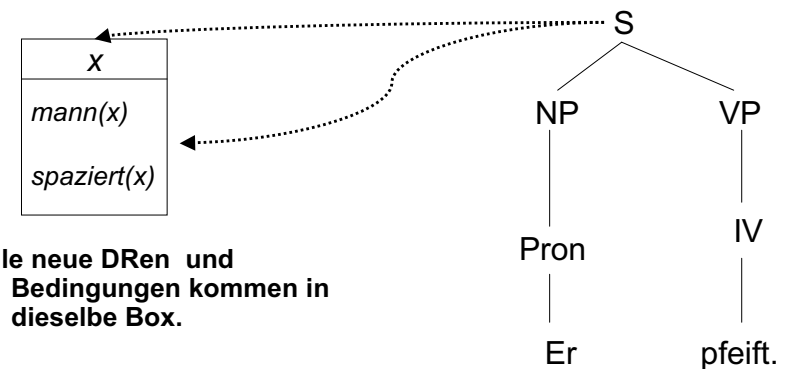 x
mann(x)
spaziert(x)
le neue DRen und
Bedingungen kommen in
dieselbe Box.
S
NP VP
Pron IV
Er pfeift.